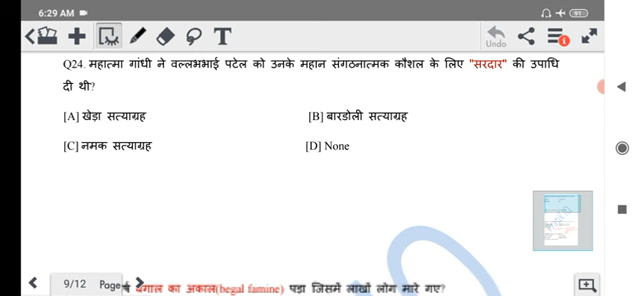 6:29 AM
61
Undo
Q24. महात्मा गांधी ने वल्लभभाई पटेल को उनके महान संगठनात्मक कौशल के लिए "सरदार" की उपाधि
दी थी?
[A] खेड़ा सत्याग्रह
[B] बारडोली सत्याग्रह
[C] नमक सत्याग्रह
[D] None
9/12 Page
बंगाल का अकाल(begal famine) पड़ा जिसमें लाखों लोग मारे गए?